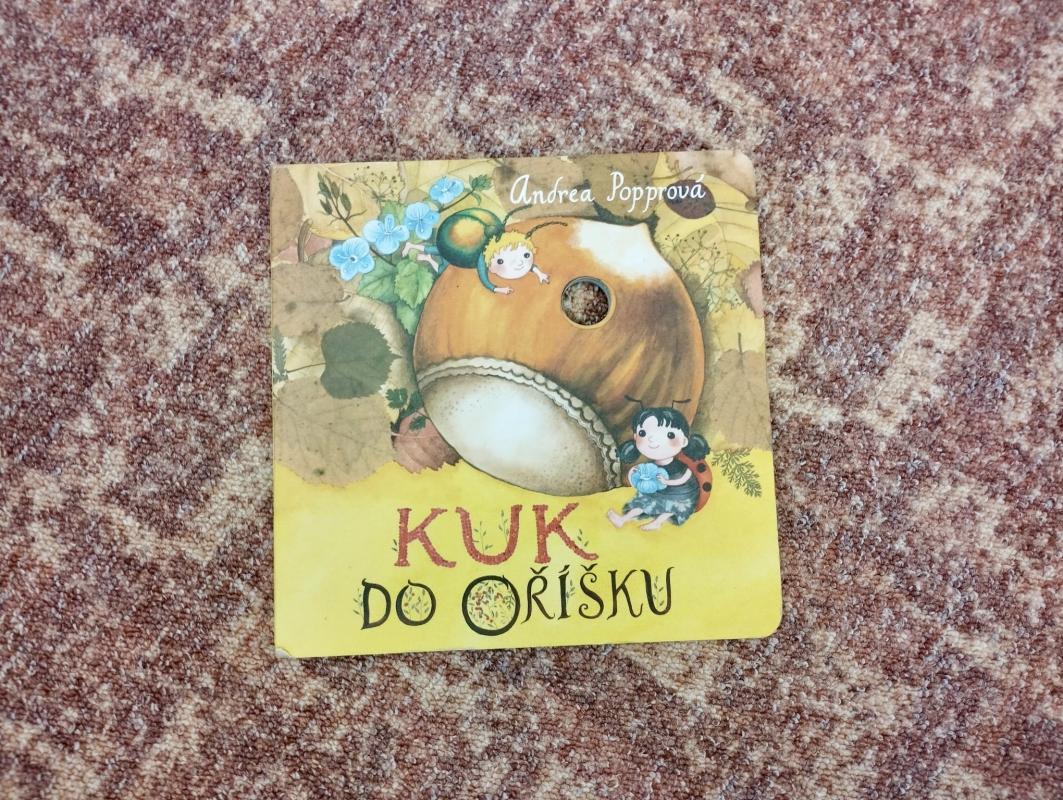 Andrea Popprová
KUK
DO OŘÍŠKU